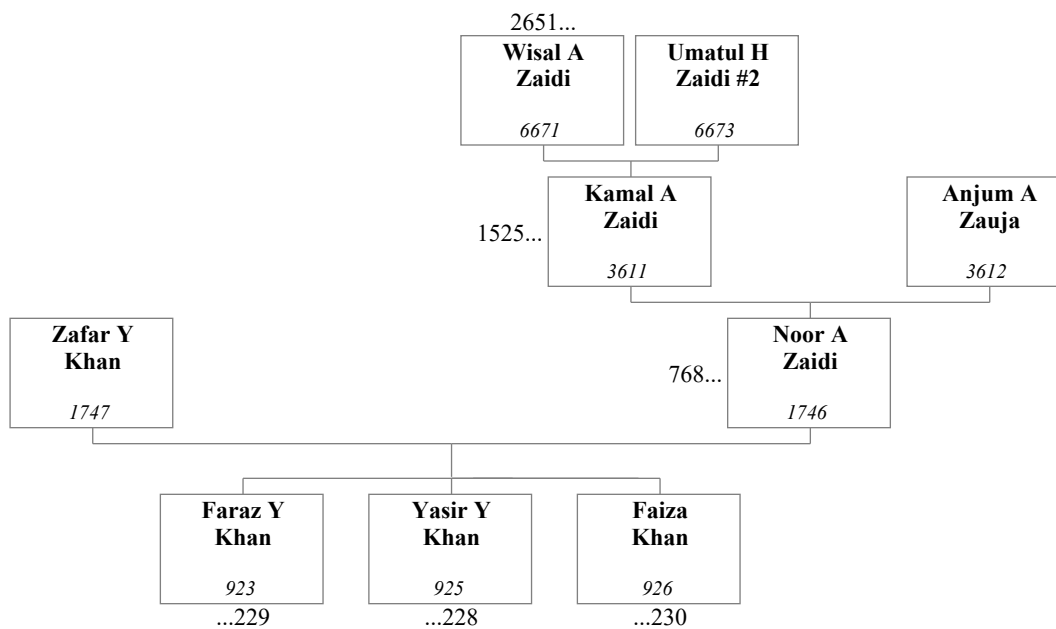 2651...
Wisal A
Zaidi
6671
Umatul H
Zaidi #2
6673
1525...
Kamal A
Zaidi
3611
Anjum A
Zauja
3612
Zafar Y
Khan
1747
768...
Noor A
Zaidi
1746
Faraz Y
Khan
923
...229
Yasir Y
Khan
925
...228
Faiza
Khan
926
...230